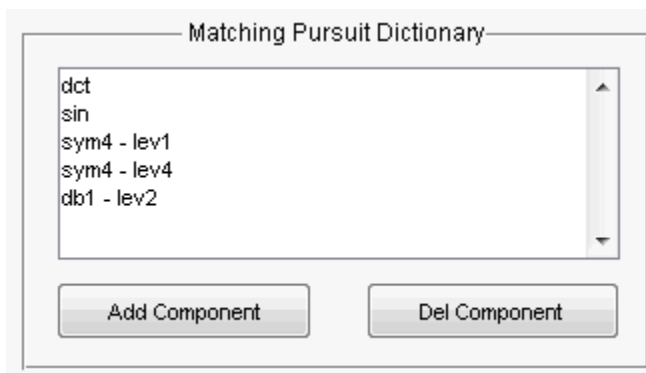 Matching Pursuit Dictionary
dct
sin
sym4 - lev1
sym4 - lev4
db1 - lev2
Add Component Del Component